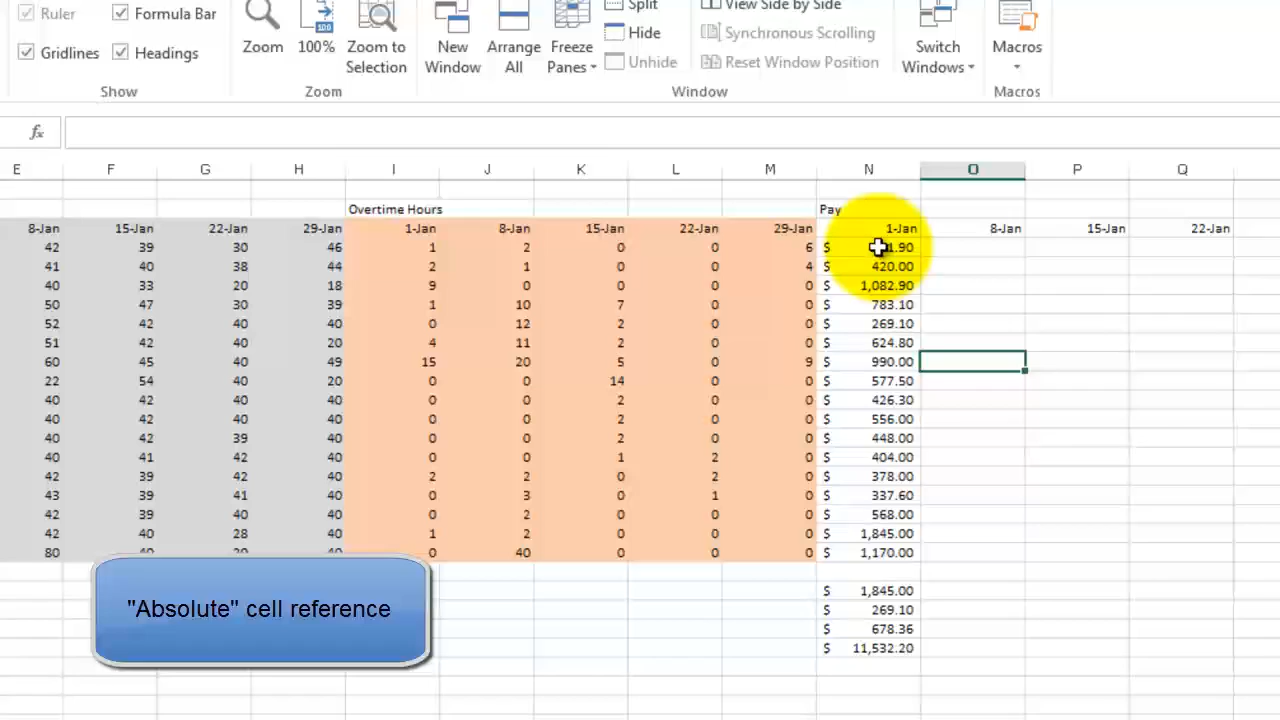 Ruler Formula Bar
Gridlines Headings
Show
Zoom 100% Zoom to Selection
Zoom
New Window Arrange All Freeze Panes
Split
Hide
Unhide
View Side by Side
Synchronous Scrolling
Reset Window Position
Window
Switch Windows
Macros
Macros
fx
E F G H I J K L M N O P Q
Overtime Hours Pay
8-Jan 15-Jan 22-Jan 29-Jan 1-Jan 8-Jan 15-Jan 22-Jan 29-Jan 1-Jan 8-Jan 15-Jan 22-Jan
42 39 30 46 1 2 0 0 6 $ 1.90
41 40 38 44 2 1 0 0 4 $ 420.00
40 33 20 18 9 0 0 0 0 $ 1,082.90
50 47 30 39 1 10 7 0 0 $ 783.10
52 42 40 40 0 12 2 0 0 $ 269.10
51 42 40 20 4 11 2 0 0 $ 624.80
60 45 40 49 15 20 5 0 9 $ 990.00
22 54 40 20 0 0 14 0 0 $ 577.50
40 42 40 40 0 0 2 0 0 $ 426.30
40 42 40 40 0 0 2 0 0 $ 556.00
40 42 39 40 0 0 2 0 0 $ 448.00
40 41 42 40 0 0 1 2 0 $ 404.00
42 39 42 40 2 2 0 2 0 $ 378.00
43 39 41 40 0 3 0 1 0 $ 337.60
42 39 40 40 0 2 0 0 0 $ 568.00
42 40 28 40 1 2 0 0 0 $ 1,845.00
80 40 20 40 0 40 0 0 0 $ 1,170.00
$ 1,845.00
$ 269.10
$ 678.36
$ 11,532.20
"Absolute" cell reference